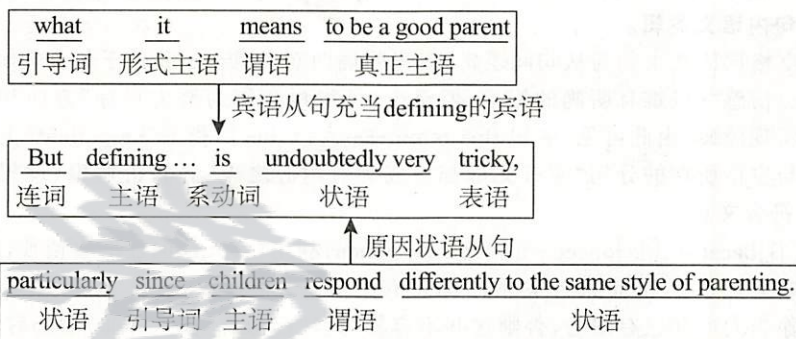 what it means to be a good parent
引导词 形式主语 谓语 真正主语
宾语从句充当defining的宾语
But defining … is undoubtedly very tricky,
连词 主语 系动词 状语 表语
原因状语从句
particularly since children respond differently to the same style of parenting.
状语 引导词 主语 谓语 状语